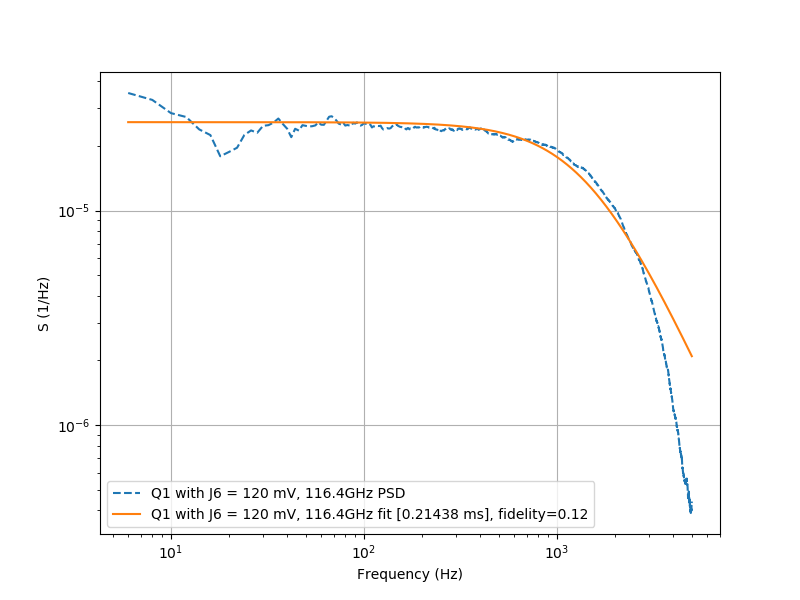 10⁻⁵
10⁻⁶
S (1/Hz)
Q1 with J6 = 120 mV, 116.4GHz PSD
Q1 with J6 = 120 mV, 116.4GHz fit [0.21438 ms], fidelity=0.12
10¹ 10² 10³
Frequency (Hz)